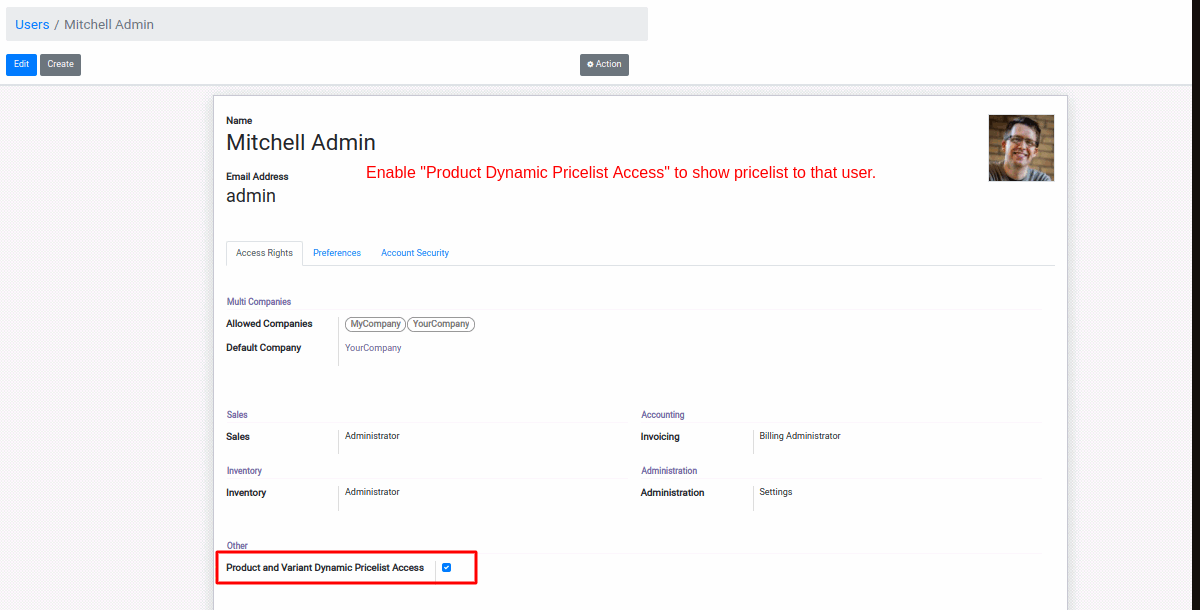 Users / Mitchell Admin
Edit Create Action
Name
Mitchell Admin
Enable "Product Dynamic Pricelist Access" to show pricelist to that user.
Email Address
admin
Access Rights Preferences Account Security
Multi Companies
Allowed Companies MyCompany YourCompany
Default Company YourCompany
Sales Accounting
Sales Administrator Invoicing Billing Administrator
Inventory Administration
Inventory Administrator Administration Settings
Other
Product and Variant Dynamic Pricelist Access